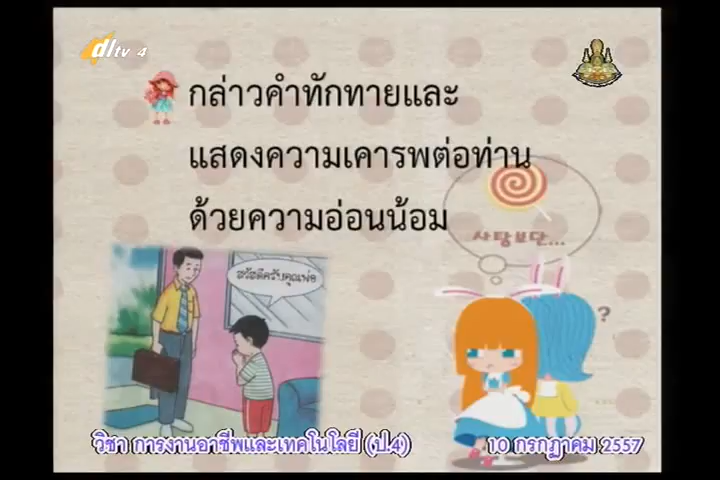 dltv 4
กล่าวคำทักทายและ
แสดงความเคารพต่อท่าน
ด้วยความอ่อนน้อม
สวัสดีครับคุณพ่อ
?
วิชา การงานอาชีพและเทคโนโลยี (ป.4)
10 กรกฎาคม 2557